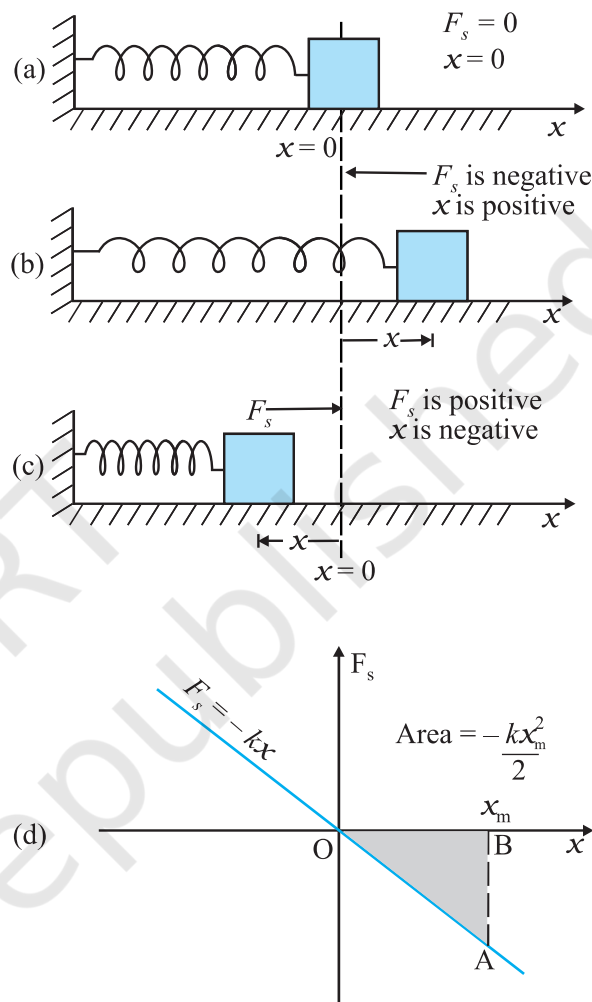 (a)
F_s = 0
x = 0
x
x = 0
F_s is negative
x is positive
(b)
x
x
F_s
F_s is positive
x is negative
(c)
x
x
x = 0
F_s
F_s = – kx
Area = – kx_m^2 / 2
x_m
(d)
O
B
x
A